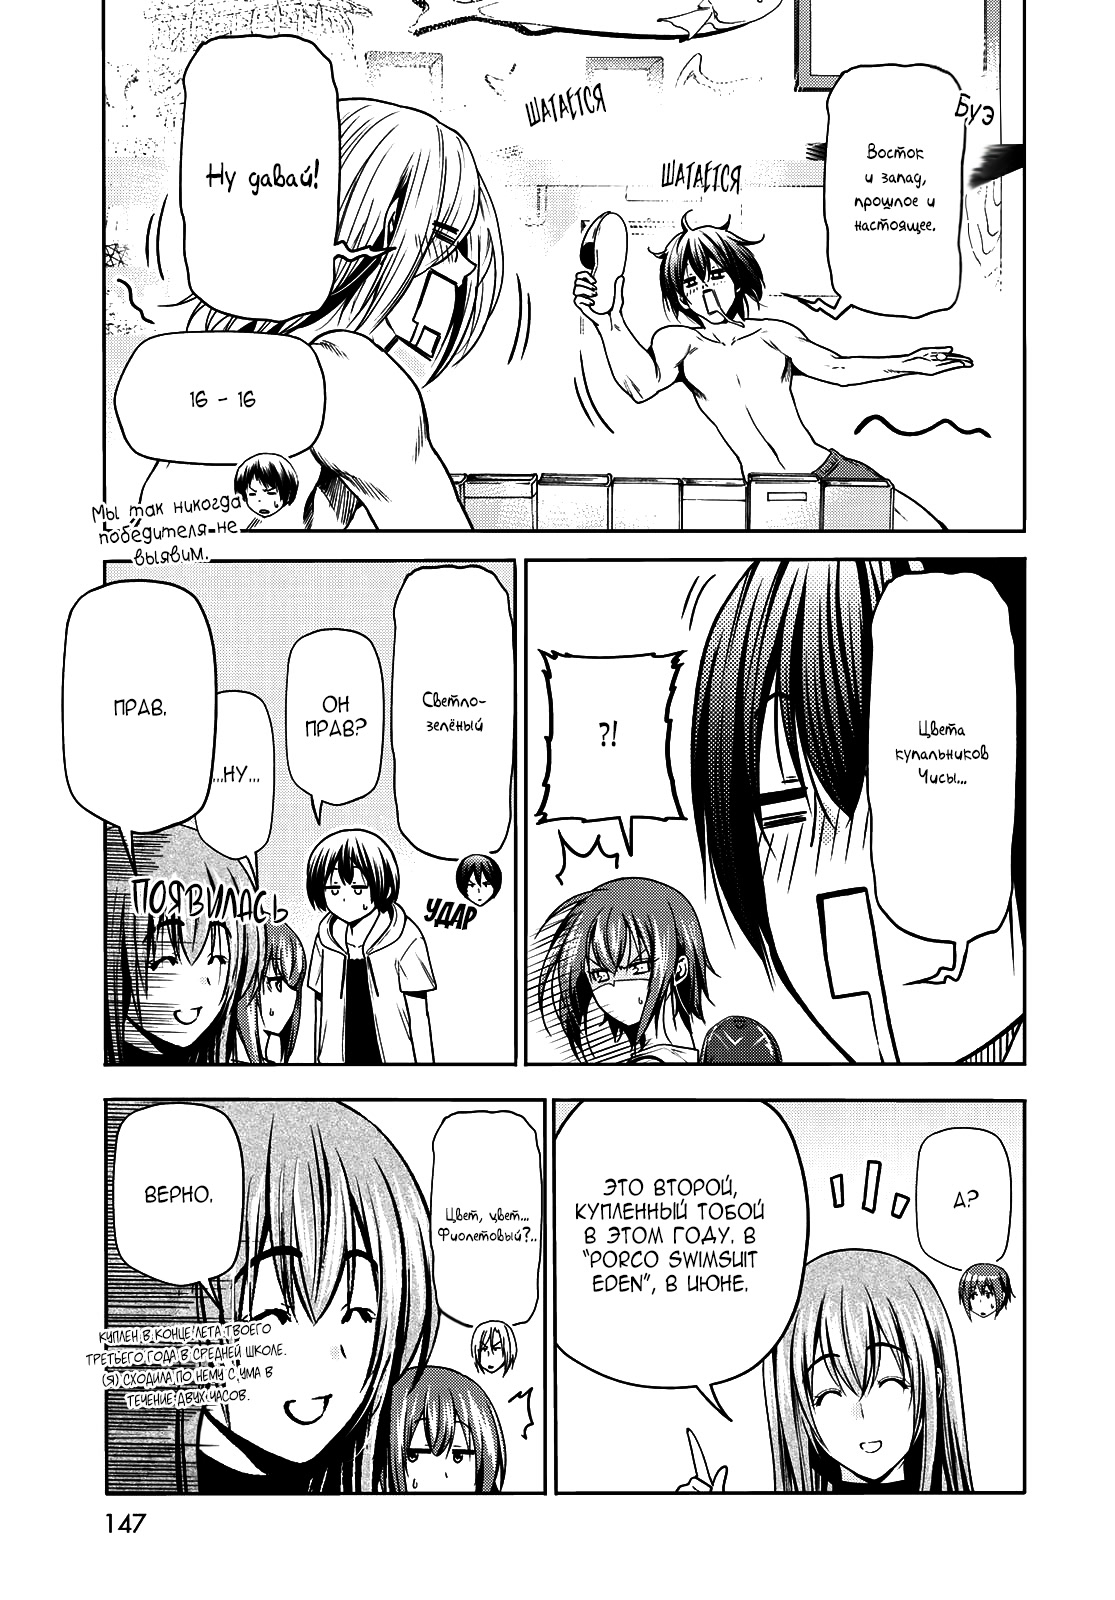 Буэ
Восток
и запад,
прошлое и
настоящее.
ШАТАЕТСЯ
ШАТАЕТСЯ
Ну давай!
16 - 16
Мы так никогда
победителя не
выявим.
Цвета
купальников
Чисы...
?!
Светло-
зелёный
УДАР
ОН
ПРАВ?
...НУ...
ПРАВ.
ПОЯВИЛАСЬ
А?
ЭТО ВТОРОЙ,
КУПЛЕННЫЙ ТОБОЙ
В ЭТОМ ГОДУ. В
"PORCO SWIMSUIT
EDEN", В ИЮНЕ.
Цвет, цвет...
Фиолетовый?..
ВЕРНО.
КУПЛЕН В КОНЦЕ ЛЕТА ТВОЕГО
ТРЕТЬЕГО ГОДА В СРЕДНЕЙ ШКОЛЕ.
(Я) СХОДИЛА ПО НЕМУ С УМА В
ТЕЧЕНИЕ ДВУХ ЧАСОВ.
147